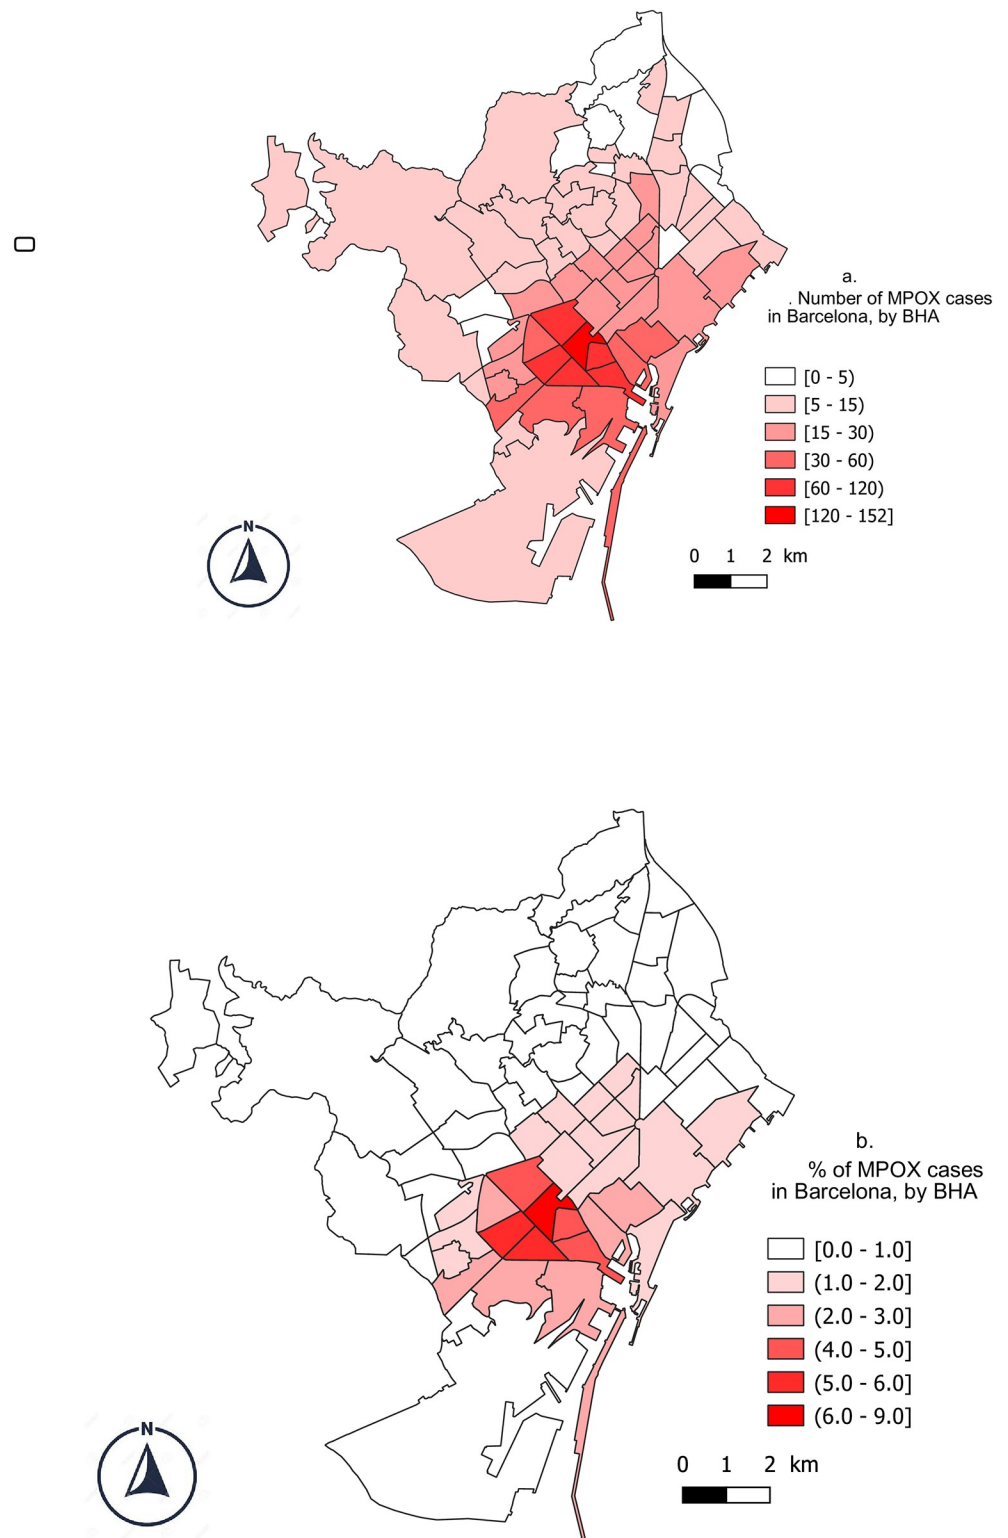 a.
. Number of MPOX cases
in Barcelona, by BHA
[0 - 5)
[5 - 15)
[15 - 30)
[30 - 60)
[60 - 120)
[120 - 152]
N
0 1 2 km
b.
% of MPOX cases
in Barcelona, by BHA
[0.0 - 1.0]
(1.0 - 2.0]
(2.0 - 3.0]
(4.0 - 5.0]
(5.0 - 6.0]
(6.0 - 9.0]
N
0 1 2 km